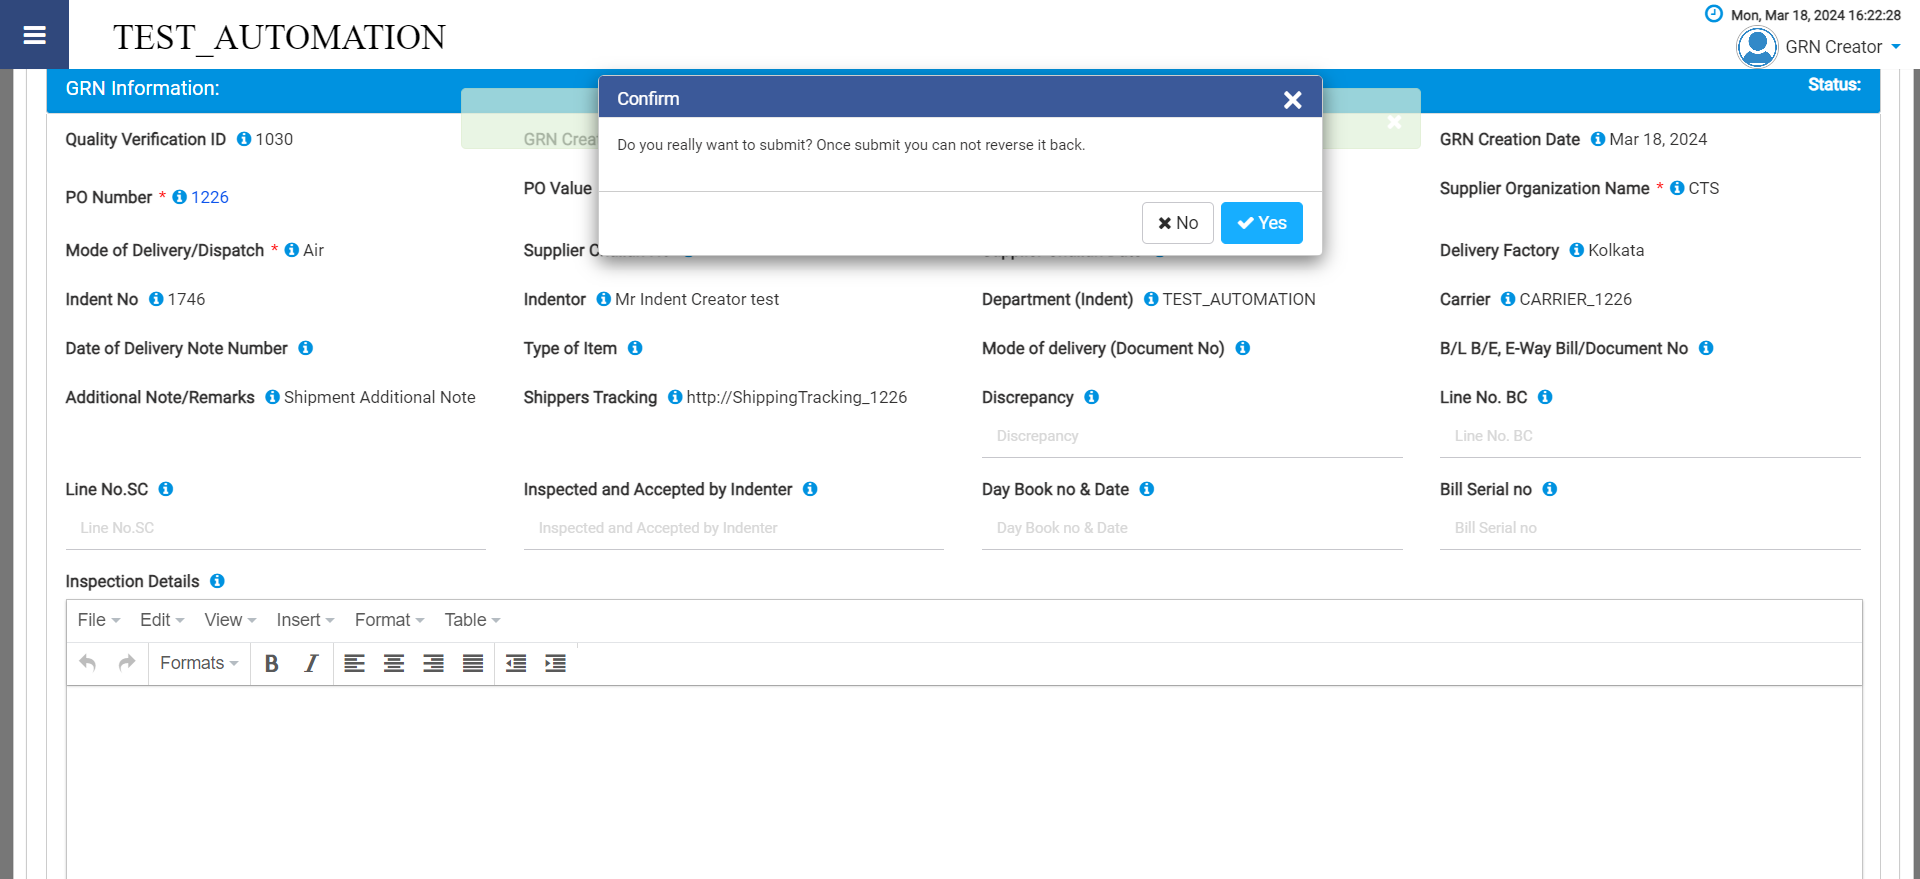 TEST_AUTOMATION
Mon, Mar 18, 2024 16:22:28
GRN Creator
GRN Information:
Status:
Confirm
Do you really want to submit? Once submit you can not reverse it back.
No
Yes
Quality Verification ID 1030
GRN Crea
GRN Creation Date Mar 18, 2024
PO Number * 1226
PO Value
Supplier Organization Name * CTS
Mode of Delivery/Dispatch * Air
Supplier C
Delivery Factory Kolkata
Indent No 1746
Indentor Mr Indent Creator test
Department (Indent) TEST_AUTOMATION
Carrier CARRIER_1226
Date of Delivery Note Number
Type of Item
Mode of delivery (Document No)
B/L B/E, E-Way Bill/Document No
Additional Note/Remarks Shipment Additional Note
Shippers Tracking http://ShippingTracking_1226
Discrepancy
Discrepancy
Line No. BC
Line No. BC
Line No.SC
Line No.SC
Inspected and Accepted by Indenter
Inspected and Accepted by Indenter
Day Book no & Date
Day Book no & Date
Bill Serial no
Bill Serial no
Inspection Details
File Edit View Insert Format Table
Formats B I